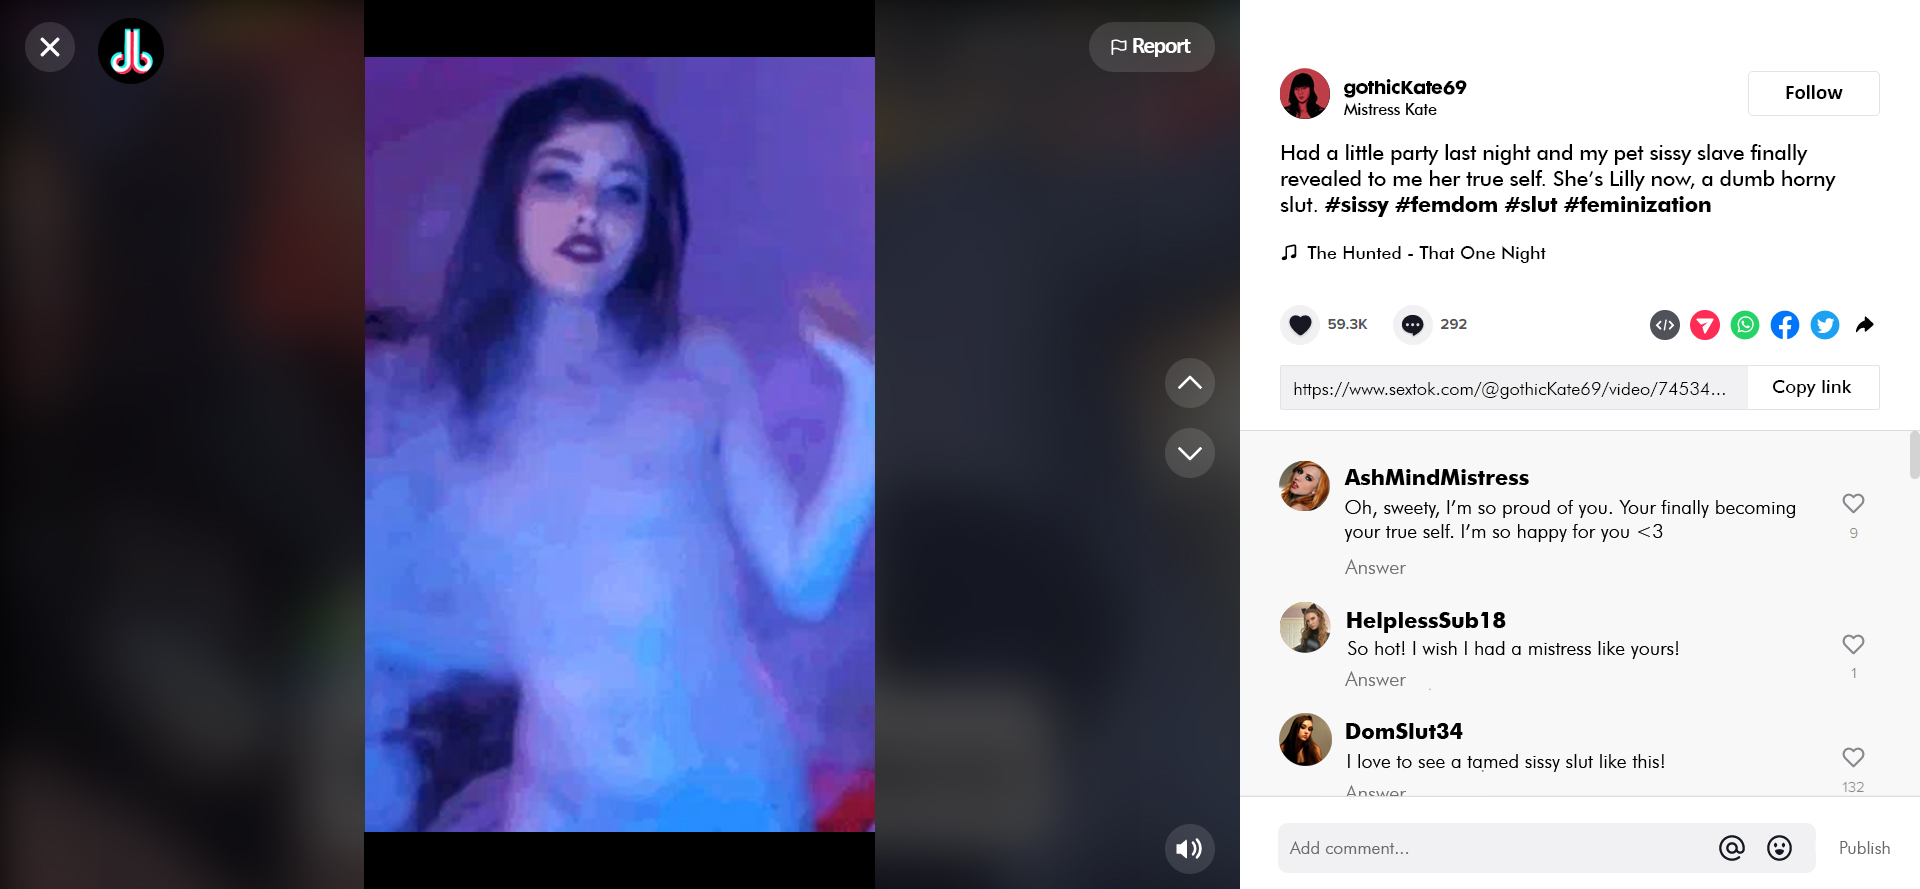 Report
gothicKate69
Mistress Kate
Follow
Had a little party last night and my pet sissy slave finally
revealed to me her true self. She's Lilly now, a dumb horny
slut. #sissy #femdom #slut #feminization
The Hunted - That One Night
59.3K
292
https://www.sextok.com/@gothicKate69/video/74534...
Copy link
AshMindMistress
Oh, sweety, I'm so proud of you. Your finally becoming
your true self. I'm so happy for you <3
9
Answer
HelplessSub18
So hot! I wish I had a mistress like yours!
1
Answer
DomSlut34
I love to see a tamed sissy slut like this!
132
Answer
Add comment...
Publish